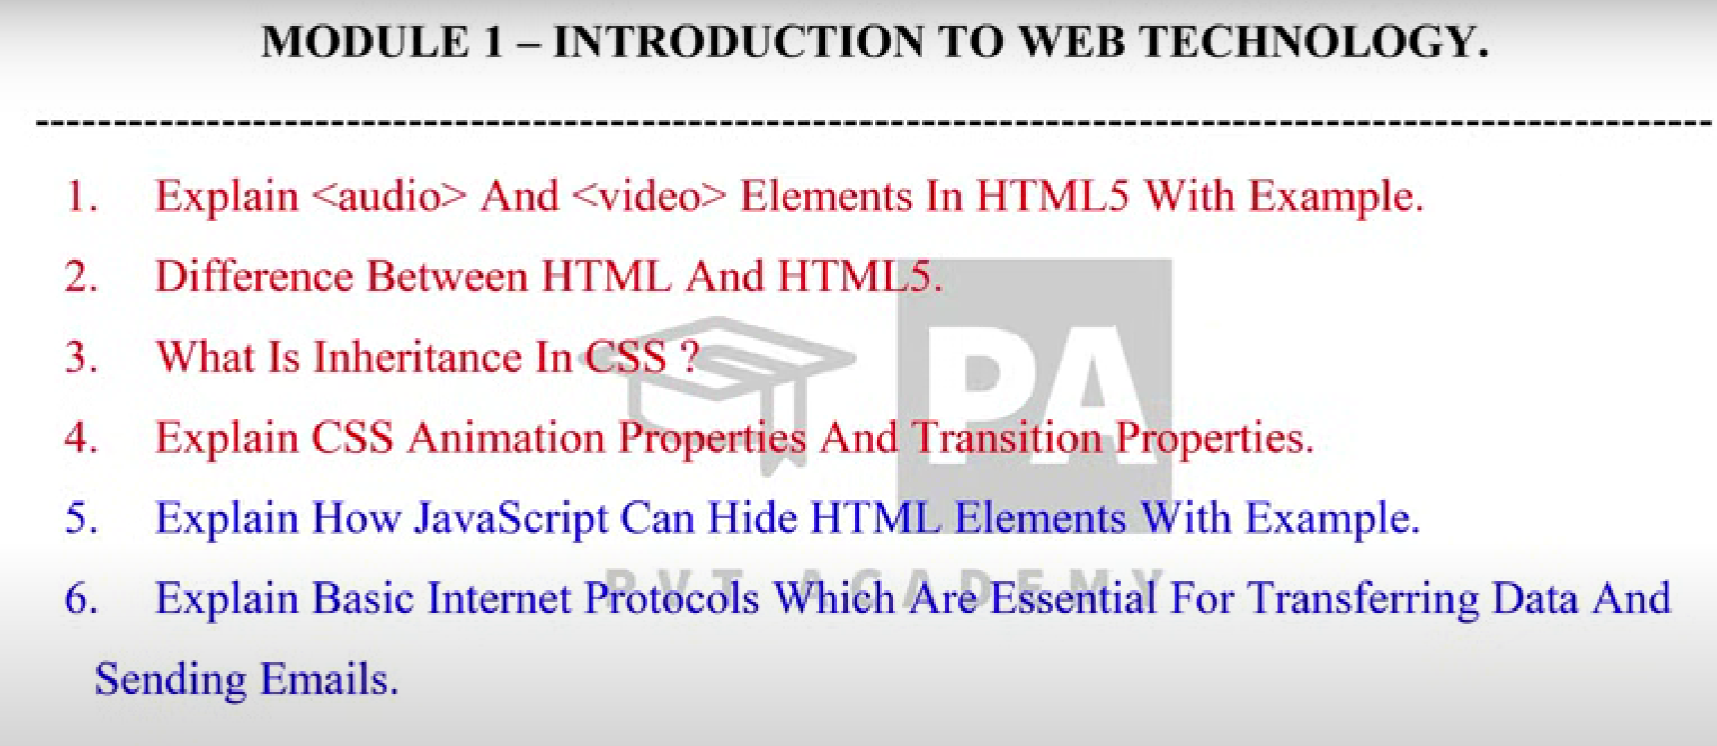 MODULE 1 – INTRODUCTION TO WEB TECHNOLOGY.
--------------------------------------------------------------------------------------------------------------
1. Explain <audio> And <video> Elements In HTML5 With Example.
2. Difference Between HTML And HTML5.
3. What Is Inheritance In CSS ?
4. Explain CSS Animation Properties And Transition Properties.
5. Explain How JavaScript Can Hide HTML Elements With Example.
6. Explain Basic Internet Protocols Which Are Essential For Transferring Data And
Sending Emails.
PA
PVT ACADEMY